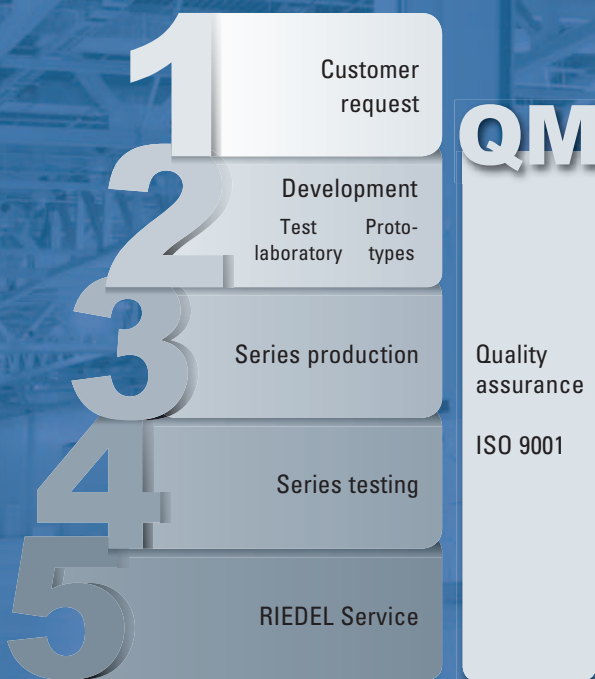 1
Customer
request
2
Development
Test Proto-
laboratory types
3
Series production
4
Series testing
5
RIEDEL Service
QM
Quality
assurance
ISO 9001